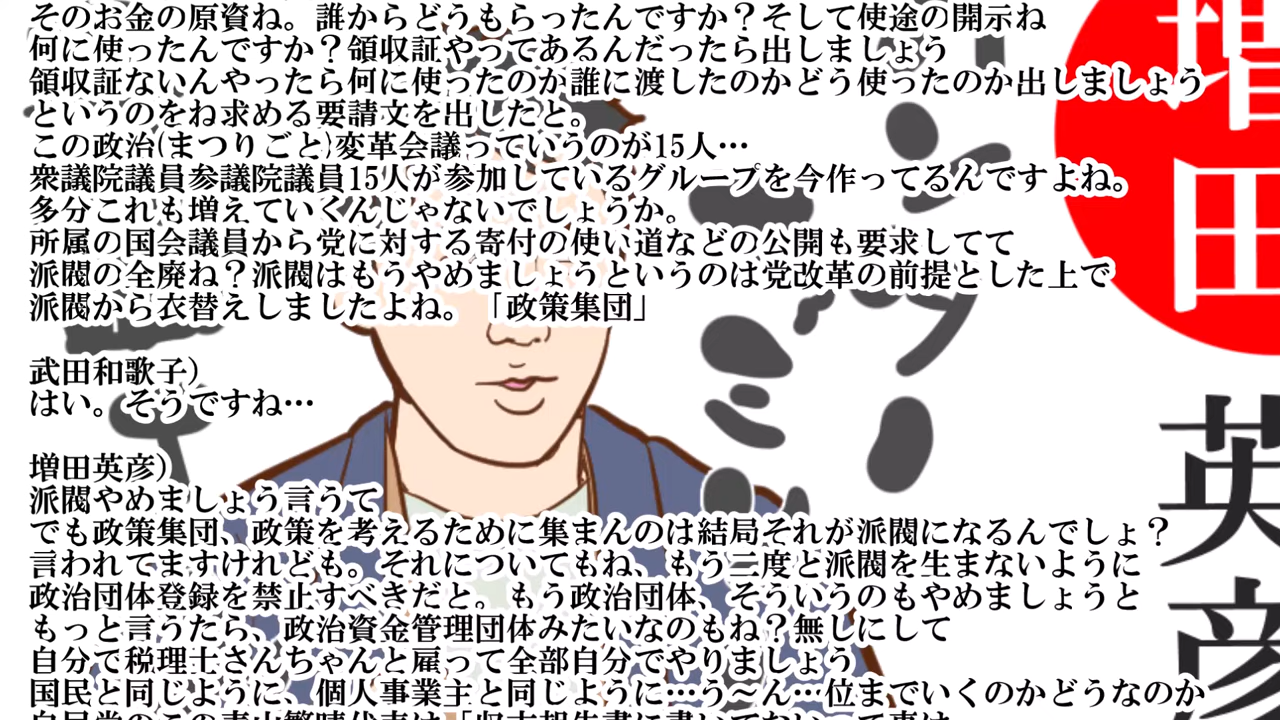 そのお金の原資ね。誰からどうもらったんですか？そして使途の開示ね
何に使ったんですか？領収証やってあるんだったら出しましょう
領収証ないんやったら何に使ったのか誰に渡したのかどう使ったのか出しましょう
というのをね求める要請文を出したと。
この政治(まつりごと)変革会議っていうのが15人…
衆議院議員参議院議員15人が参加しているグループを今作ってるんですよね。
多分これも増えていくんじゃないでしょうか。
所属の国会議員から党に対する寄付の使い道などの公開も要求してて
派閥の全廃ね？派閥はもうやめましょうというのは党改革の前提とした上で
派閥から衣替えしましたよね。「政策集団」
武田和歌子)
はい。そうですね…
増田英彦)
派閥やめましょう言うて
でも政策集団、政策を考えるために集まんのは結局それが派閥になるんでしょ？
言われてますけれども。それについてもね、もう二度と派閥を生まないように
政治団体登録を禁止すべきだと。もう政治団体、そういうのもやめましょうと
もっと言うたら、政治資金管理団体みたいなのもね？無しにして
自分で税理士さんちゃんと雇って全部自分でやりましょう
国民と同じように、個人事業主と同じように…う〜ん…位までいくのかどうなのか
増田英彦